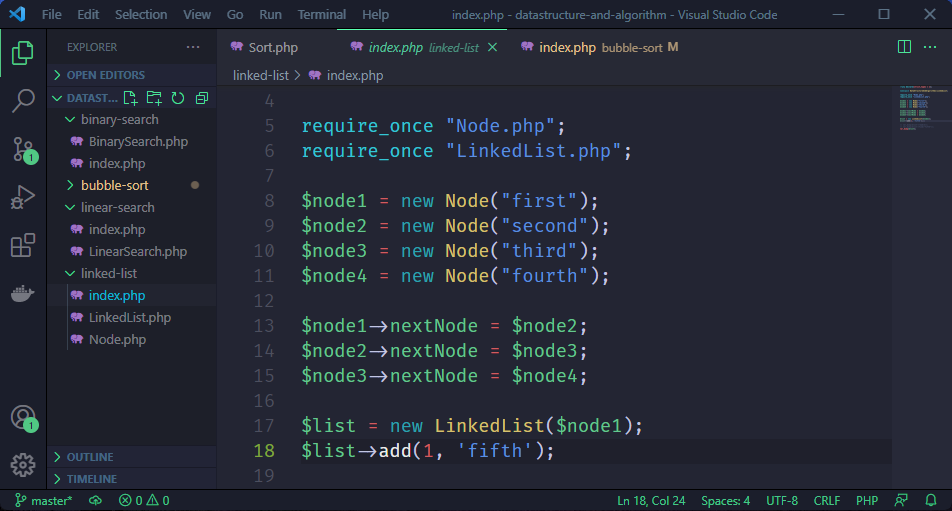 File Edit Selection View Go Run Terminal Help index.php - datastructure-and-algorithm - Visual Studio Code
EXPLORER ...
OPEN EDITORS
DATAST...
binary-search
BinarySearch.php
index.php
bubble-sort
linear-search
index.php
LinearSearch.php
linked-list
index.php
LinkedList.php
Node.php
OUTLINE
TIMELINE
1
1
Sort.php index.php linked-list index.php bubble-sort M
linked-list > index.php
4
5 require_once "Node.php";
6 require_once "LinkedList.php";
7
8 $node1 = new Node("first");
9 $node2 = new Node("second");
10 $node3 = new Node("third");
11 $node4 = new Node("fourth");
12
13 $node1->nextNode = $node2;
14 $node2->nextNode = $node3;
15 $node3->nextNode = $node4;
16
17 $list = new LinkedList($node1);
18 $list->add(1, 'fifth');
19
master* 0 0 Ln 18, Col 24 Spaces: 4 UTF-8 CRLF PHP